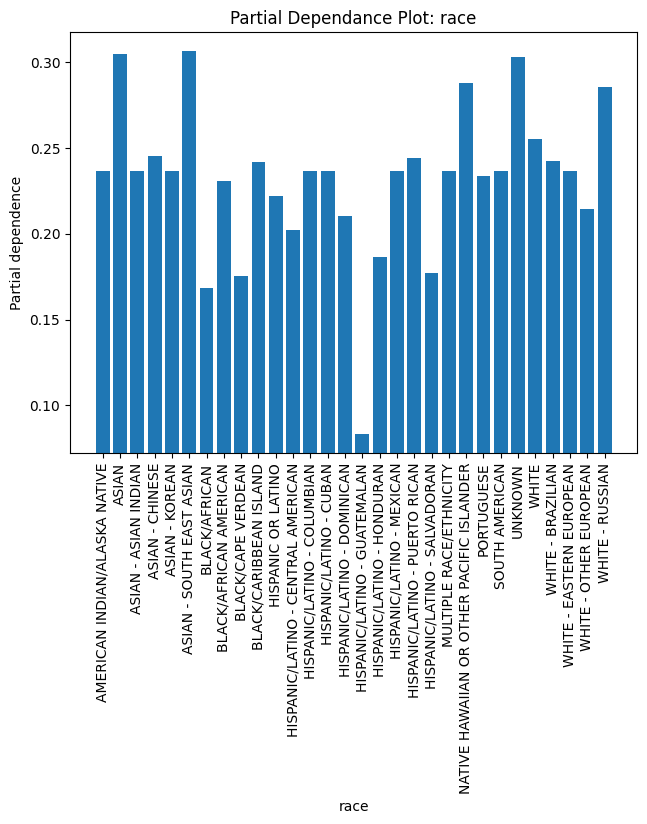 Partial Dependance Plot: race
Partial dependence
0.30
0.25
0.20
0.15
0.10
AMERICAN INDIAN/ALASKA NATIVE
ASIAN
ASIAN - ASIAN INDIAN
ASIAN - CHINESE
ASIAN - KOREAN
ASIAN - SOUTH EAST ASIAN
BLACK/AFRICAN
BLACK/AFRICAN AMERICAN
BLACK/CAPE VERDEAN
BLACK/CARIBBEAN ISLAND
HISPANIC OR LATINO
HISPANIC/LATINO - CENTRAL AMERICAN
HISPANIC/LATINO - COLUMBIAN
HISPANIC/LATINO - CUBAN
HISPANIC/LATINO - DOMINICAN
HISPANIC/LATINO - GUATEMALAN
HISPANIC/LATINO - HONDURAN
HISPANIC/LATINO - MEXICAN
HISPANIC/LATINO - PUERTO RICAN
HISPANIC/LATINO - SALVADORAN
MULTIPLE RACE/ETHNICITY
NATIVE HAWAIIAN OR OTHER PACIFIC ISLANDER
PORTUGUESE
SOUTH AMERICAN
UNKNOWN
WHITE
WHITE - BRAZILIAN
WHITE - EASTERN EUROPEAN
WHITE - OTHER EUROPEAN
WHITE - RUSSIAN
race